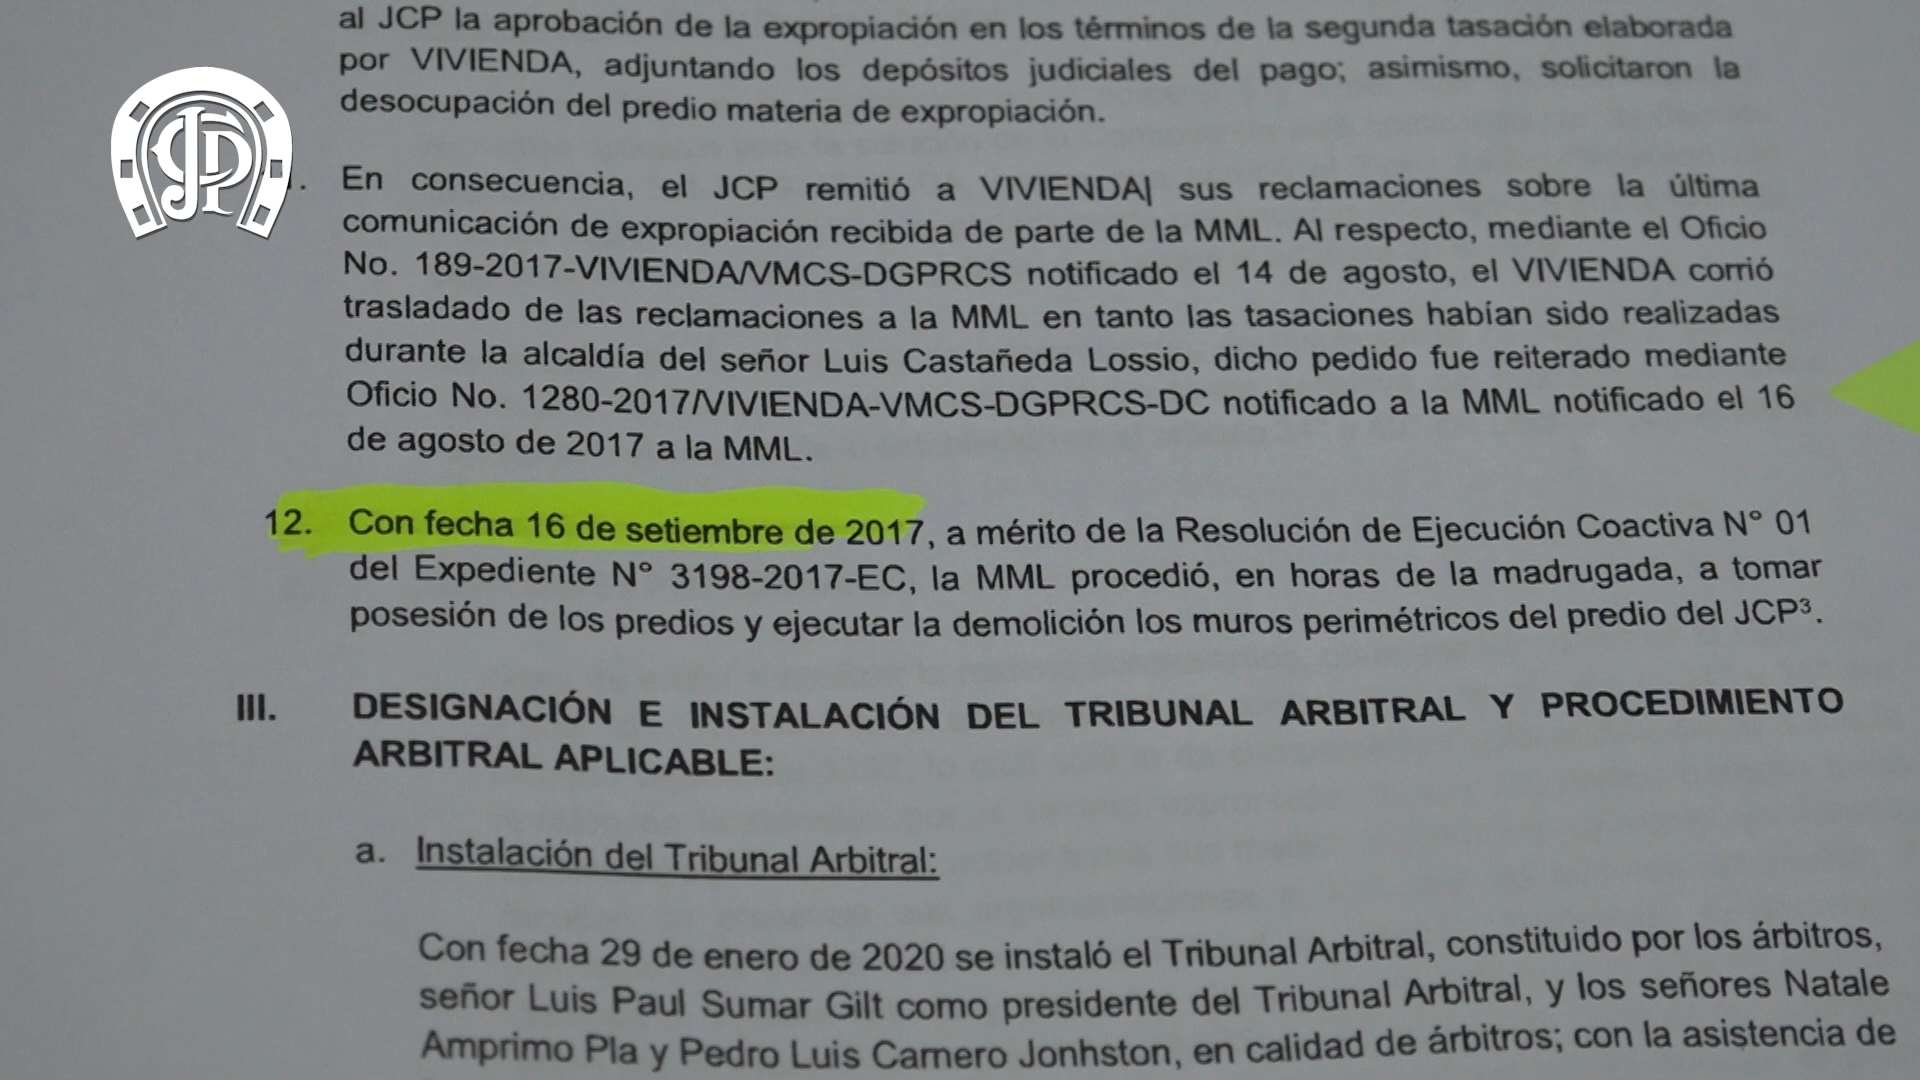 al JCP la aprobación de la expropiación en los términos de la segunda tasación elaborada
por VIVIENDA, adjuntando los depósitos judiciales del pago; asimismo, solicitaron la
desocupación del predio materia de expropiación.
En consecuencia, el JCP remitió a VIVIENDA| sus reclamaciones sobre la última
comunicación de expropiación recibida de parte de la MML. Al respecto, mediante el Oficio
No. 189-2017-VIVIENDA/VMCS-DGPRCS notificado el 14 de agosto, el VIVIENDA corrió
trasladado de las reclamaciones a la MML en tanto las tasaciones habían sido realizadas
durante la alcaldía del señor Luis Castañeda Lossio, dicho pedido fue reiterado mediante
Oficio No. 1280-2017/VIVIENDA-VMCS-DGPRCS-DC notificado a la MML notificado el 16
de agosto de 2017 a la MML.
12. Con fecha 16 de setiembre de 2017, a mérito de la Resolución de Ejecución Coactiva N° 01
del Expediente N° 3198-2017-EC, la MML procedió, en horas de la madrugada, a tomar
posesión de los predios y ejecutar la demolición los muros perimétricos del predio del JCP³.
III. DESIGNACIÓN E INSTALACIÓN DEL TRIBUNAL ARBITRAL Y PROCEDIMIENTO
ARBITRAL APLICABLE:
a. Instalación del Tribunal Arbitral:
Con fecha 29 de enero de 2020 se instaló el Tribunal Arbitral, constituido por los árbitros,
señor Luis Paul Sumar Gilt como presidente del Tribunal Arbitral, y los señores Natale
Amprimo Pla y Pedro Luis Carnero Jonhston, en calidad de árbitros; con la asistencia de